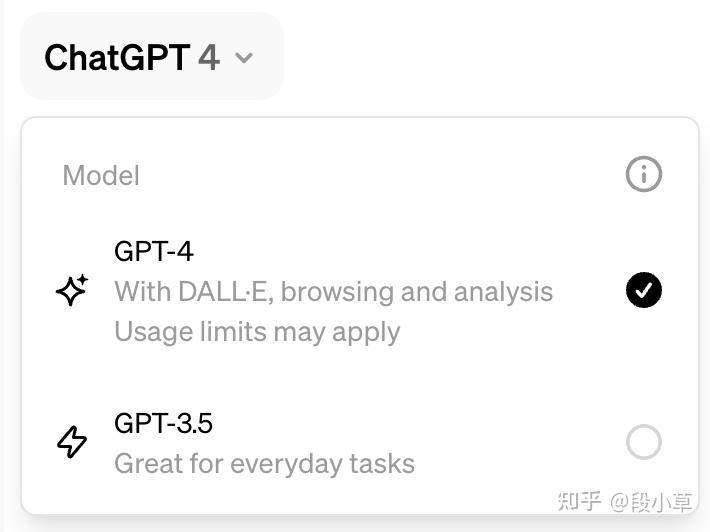 ChatGPT 4
Model
GPT-4
With DALL·E, browsing and analysis
Usage limits may apply
GPT-3.5
Great for everyday tasks
知乎 @段小草